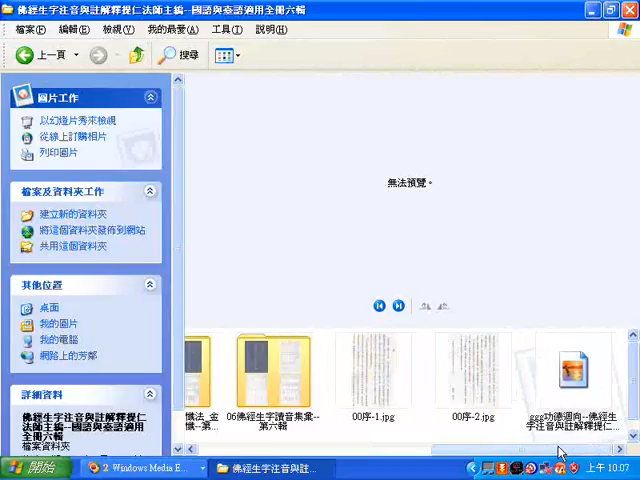 佛經生字注音與註解釋提仁法師主編--國語與臺語適用全冊六輯
檔案(F) 編輯(E) 檢視(V) 我的最愛(A) 工具(T) 說明(H)
上一頁 搜尋
圖片工作
以幻燈片秀來檢視
從線上訂購相片
列印圖片
檔案及資料夾工作
建立新的資料夾
將這個資料夾發佈到網站
共用這個資料夾
其他位置
桌面
我的圖片
我的電腦
網路上的芳鄰
詳細資料
佛經生字注音與註解釋提仁
法師主編--國語與臺語適用
全冊六輯
檔案資料夾
無法預覽。
懺法_金
懺--第...
06佛經生字讀音集彙--
第六輯
00序-1.jpg
00序-2.jpg
ggg功德迴向--佛經生
字注音與註解釋提仁...
開始
2 Windows Media E...
佛經生字注音與註...
上午 10:07